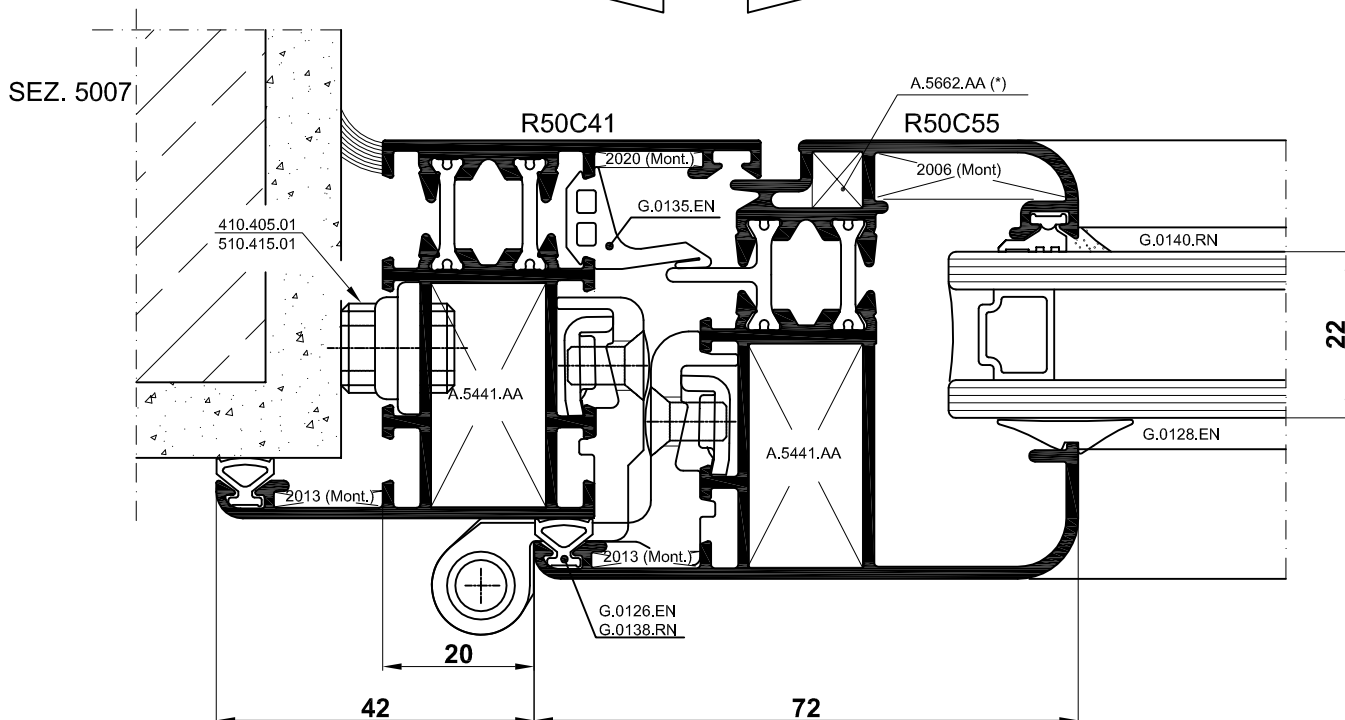 SEZ. 5007
A.5662.AA (*)
R50C41
R50C55
2020 (Mont.)
2006 (Mont)
G.0135.EN
410.405.01
510.415.01
G.0140.RN
22
A.5441.AA
G.0128.EN
A.5441.AA
2013 (Mont.)
2013 (Mont.)
G.0126.EN
G.0138.RN
20
42
72